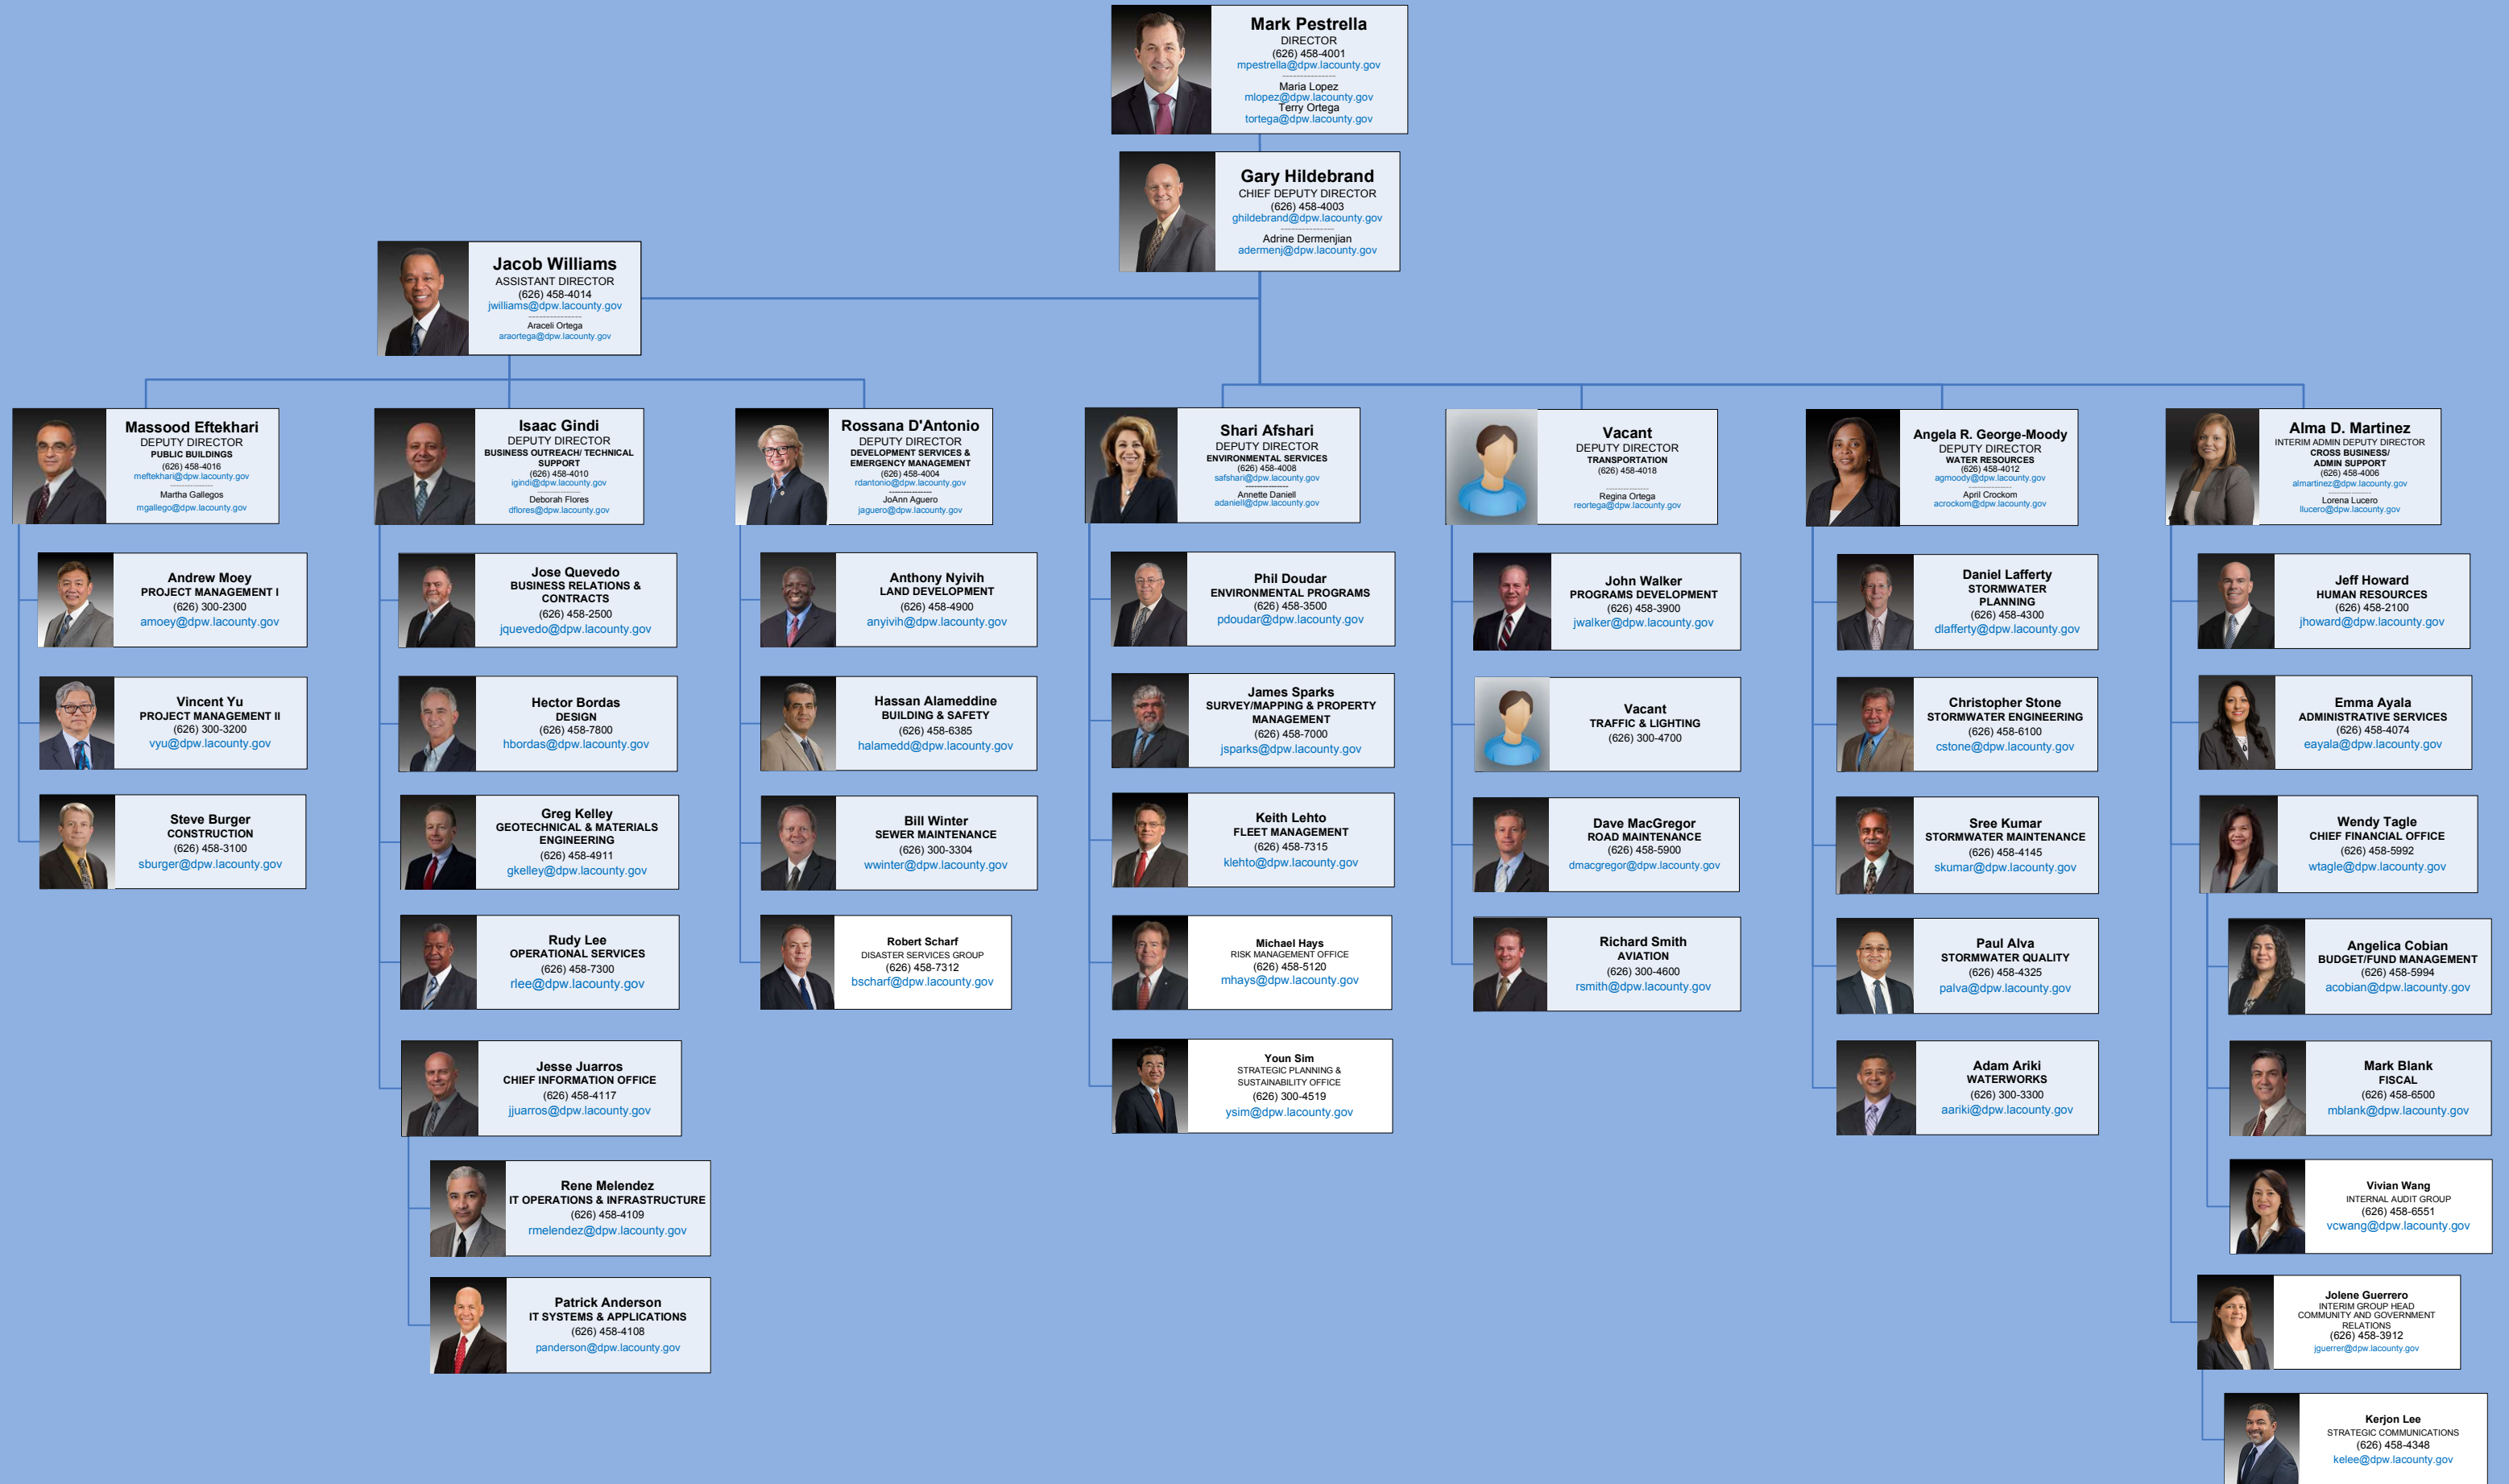 Mark Pestrella
DIRECTOR
(626) 458-4001
mpestrella@dpw.lacounty.gov
---------------
Maria Lopez
mlopez@dpw.lacounty.gov
Terry Ortega
tortega@dpw.lacounty.gov
Gary Hildebrand
CHIEF DEPUTY DIRECTOR
(626) 458-4003
ghildebrand@dpw.lacounty.gov
---------------
Adrine Dermenjian
adermenj@dpw.lacounty.gov
Jacob Williams
ASSISTANT DIRECTOR
(626) 458-4014
jwilliams@dpw.lacounty.gov
---------------
Araceli Ortega
araortega@dpw.lacounty.gov
Massood Eftekhari
DEPUTY DIRECTOR
PUBLIC BUILDINGS
(626) 458-4016
meftekhari@dpw.lacounty.gov
---------------
Martha Gallegos
mgallego@dpw.lacounty.gov
Andrew Moey
PROJECT MANAGEMENT I
(626) 300-2300
amoey@dpw.lacounty.gov
Vincent Yu
PROJECT MANAGEMENT II
(626) 300-3200
vyu@dpw.lacounty.gov
Steve Burger
CONSTRUCTION
(626) 458-3100
sburger@dpw.lacounty.gov
Isaac Gindi
DEPUTY DIRECTOR
BUSINESS OUTREACH/ TECHNICAL
SUPPORT
(626) 458-4010
igindi@dpw.lacounty.gov
---------------
Deborah Flores
dflores@dpw.lacounty.gov
Jose Quevedo
BUSINESS RELATIONS &
CONTRACTS
(626) 458-2500
jquevedo@dpw.lacounty.gov
Hector Bordas
DESIGN
(626) 458-7800
hbordas@dpw.lacounty.gov
Greg Kelley
GEOTECHNICAL & MATERIALS
ENGINEERING
(626) 458-4911
gkelley@dpw.lacounty.gov
Rudy Lee
OPERATIONAL SERVICES
(626) 458-7300
rlee@dpw.lacounty.gov
Jesse Juarros
CHIEF INFORMATION OFFICE
(626) 458-4117
jjuarros@dpw.lacounty.gov
Rene Melendez
IT OPERATIONS & INFRASTRUCTURE
(626) 458-4109
rmelendez@dpw.lacounty.gov
Patrick Anderson
IT SYSTEMS & APPLICATIONS
(626) 458-4108
panderson@dpw.lacounty.gov
Rossana D'Antonio
DEPUTY DIRECTOR
DEVELOPMENT SERVICES &
EMERGENCY MANAGEMENT
(626) 458-4004
rdantonio@dpw.lacounty.gov
---------------
JoAnn Aguero
jaguero@dpw.lacounty.gov
Anthony Nyivih
LAND DEVELOPMENT
(626) 458-4900
anyivih@dpw.lacounty.gov
Hassan Alameddine
BUILDING & SAFETY
(626) 458-6385
halamedd@dpw.lacounty.gov
Bill Winter
SEWER MAINTENANCE
(626) 300-3304
wwinter@dpw.lacounty.gov
Robert Scharf
DISASTER SERVICES GROUP
(626) 458-7312
bscharf@dpw.lacounty.gov
Shari Afshari
DEPUTY DIRECTOR
ENVIRONMENTAL SERVICES
(626) 458-4008
safshari@dpw.lacounty.gov
---------------
Annette Daniell
adaniell@dpw.lacounty.gov
Phil Doudar
ENVIRONMENTAL PROGRAMS
(626) 458-3500
pdoudar@dpw.lacounty.gov
James Sparks
SURVEY/MAPPING & PROPERTY
MANAGEMENT
(626) 458-7000
jsparks@dpw.lacounty.gov
Keith Lehto
FLEET MANAGEMENT
(626) 458-7315
klehto@dpw.lacounty.gov
Michael Hays
RISK MANAGEMENT OFFICE
(626) 458-5120
mhays@dpw.lacounty.gov
Youn Sim
STRATEGIC PLANNING &
SUSTAINABILITY OFFICE
(626) 300-4519
ysim@dpw.lacounty.gov
Vacant
DEPUTY DIRECTOR
TRANSPORTATION
(626) 458-4018
---------------
Regina Ortega
reortega@dpw.lacounty.gov
John Walker
PROGRAMS DEVELOPMENT
(626) 458-3900
jwalker@dpw.lacounty.gov
Vacant
TRAFFIC & LIGHTING
(626) 300-4700
Dave MacGregor
ROAD MAINTENANCE
(626) 458-5900
dmacgregor@dpw.lacounty.gov
Richard Smith
AVIATION
(626) 300-4600
rsmith@dpw.lacounty.gov
Angela R. George-Moody
DEPUTY DIRECTOR
WATER RESOURCES
(626) 458-4012
agmoody@dpw.lacounty.gov
---------------
April Crockom
acrockom@dpw.lacounty.gov
Daniel Lafferty
STORMWATER
PLANNING
(626) 458-4300
dlafferty@dpw.lacounty.gov
Christopher Stone
STORMWATER ENGINEERING
(626) 458-6100
cstone@dpw.lacounty.gov
Sree Kumar
STORMWATER MAINTENANCE
(626) 458-4145
skumar@dpw.lacounty.gov
Paul Alva
STORMWATER QUALITY
(626) 458-4325
palva@dpw.lacounty.gov
Adam Ariki
WATERWORKS
(626) 300-3300
aariki@dpw.lacounty.gov
Alma D. Martinez
INTERIM ADMIN DEPUTY DIRECTOR
CROSS BUSINESS/
ADMIN SUPPORT
(626) 458-4006
almartinez@dpw.lacounty.gov
---------------
Lorena Lucero
llucero@dpw.lacounty.gov
Jeff Howard
HUMAN RESOURCES
(626) 458-2100
jhoward@dpw.lacounty.gov
Emma Ayala
ADMINISTRATIVE SERVICES
(626) 458-4074
eayala@dpw.lacounty.gov
Wendy Tagle
CHIEF FINANCIAL OFFICE
(626) 458-5992
wtagle@dpw.lacounty.gov
Angelica Cobian
BUDGET/FUND MANAGEMENT
(626) 458-5994
acobian@dpw.lacounty.gov
Mark Blank
FISCAL
(626) 458-6500
mblank@dpw.lacounty.gov
Vivian Wang
INTERNAL AUDIT GROUP
(626) 458-6551
vcwang@dpw.lacounty.gov
Jolene Guerrero
INTERIM GROUP HEAD
COMMUNITY AND GOVERNMENT
RELATIONS
(626) 458-3912
jguerrer@dpw.lacounty.gov
Kerjon Lee
STRATEGIC COMMUNICATIONS
(626) 458-4348
kelee@dpw.lacounty.gov